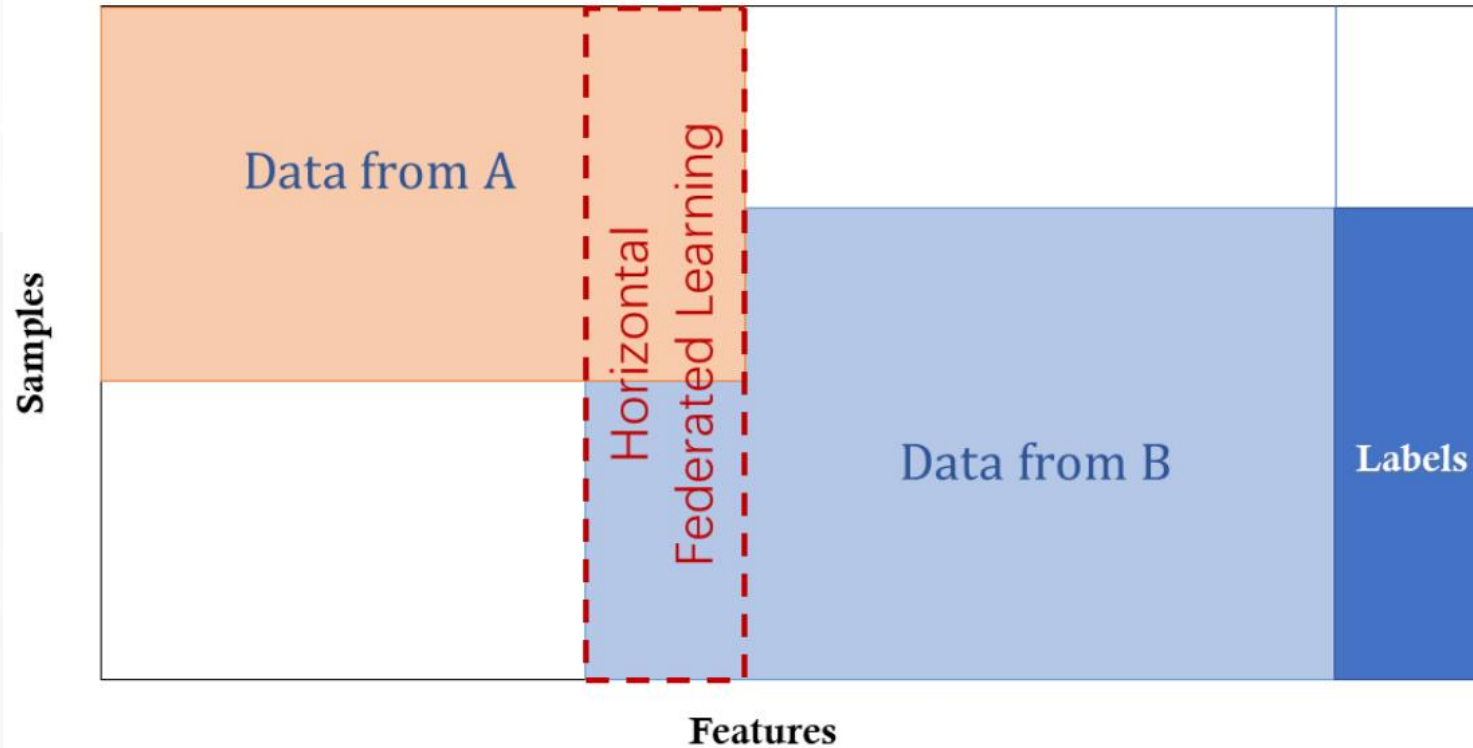 Data from A
Horizontal
Federated Learning
Samples
Data from B
Labels
Features